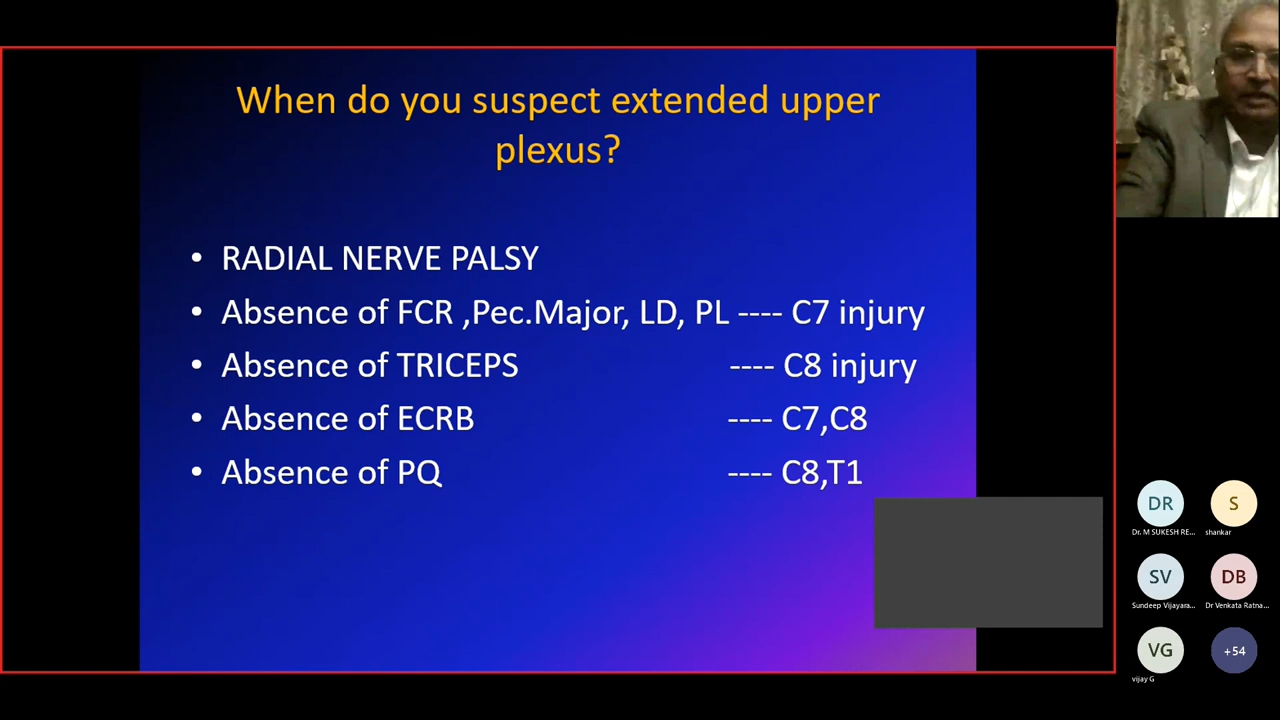 When do you suspect extended upper
plexus?
• RADIAL NERVE PALSY
• Absence of FCR ,Pec.Major, LD, PL ---- C7 injury
• Absence of TRICEPS ---- C8 injury
• Absence of ECRB ---- C7,C8
• Absence of PQ ---- C8,T1
DR S
Dr. M SUKESH RE... shankar
SV DB
Sundeep Vijayara... Dr Venkata Ratna...
VG +54
vijay G